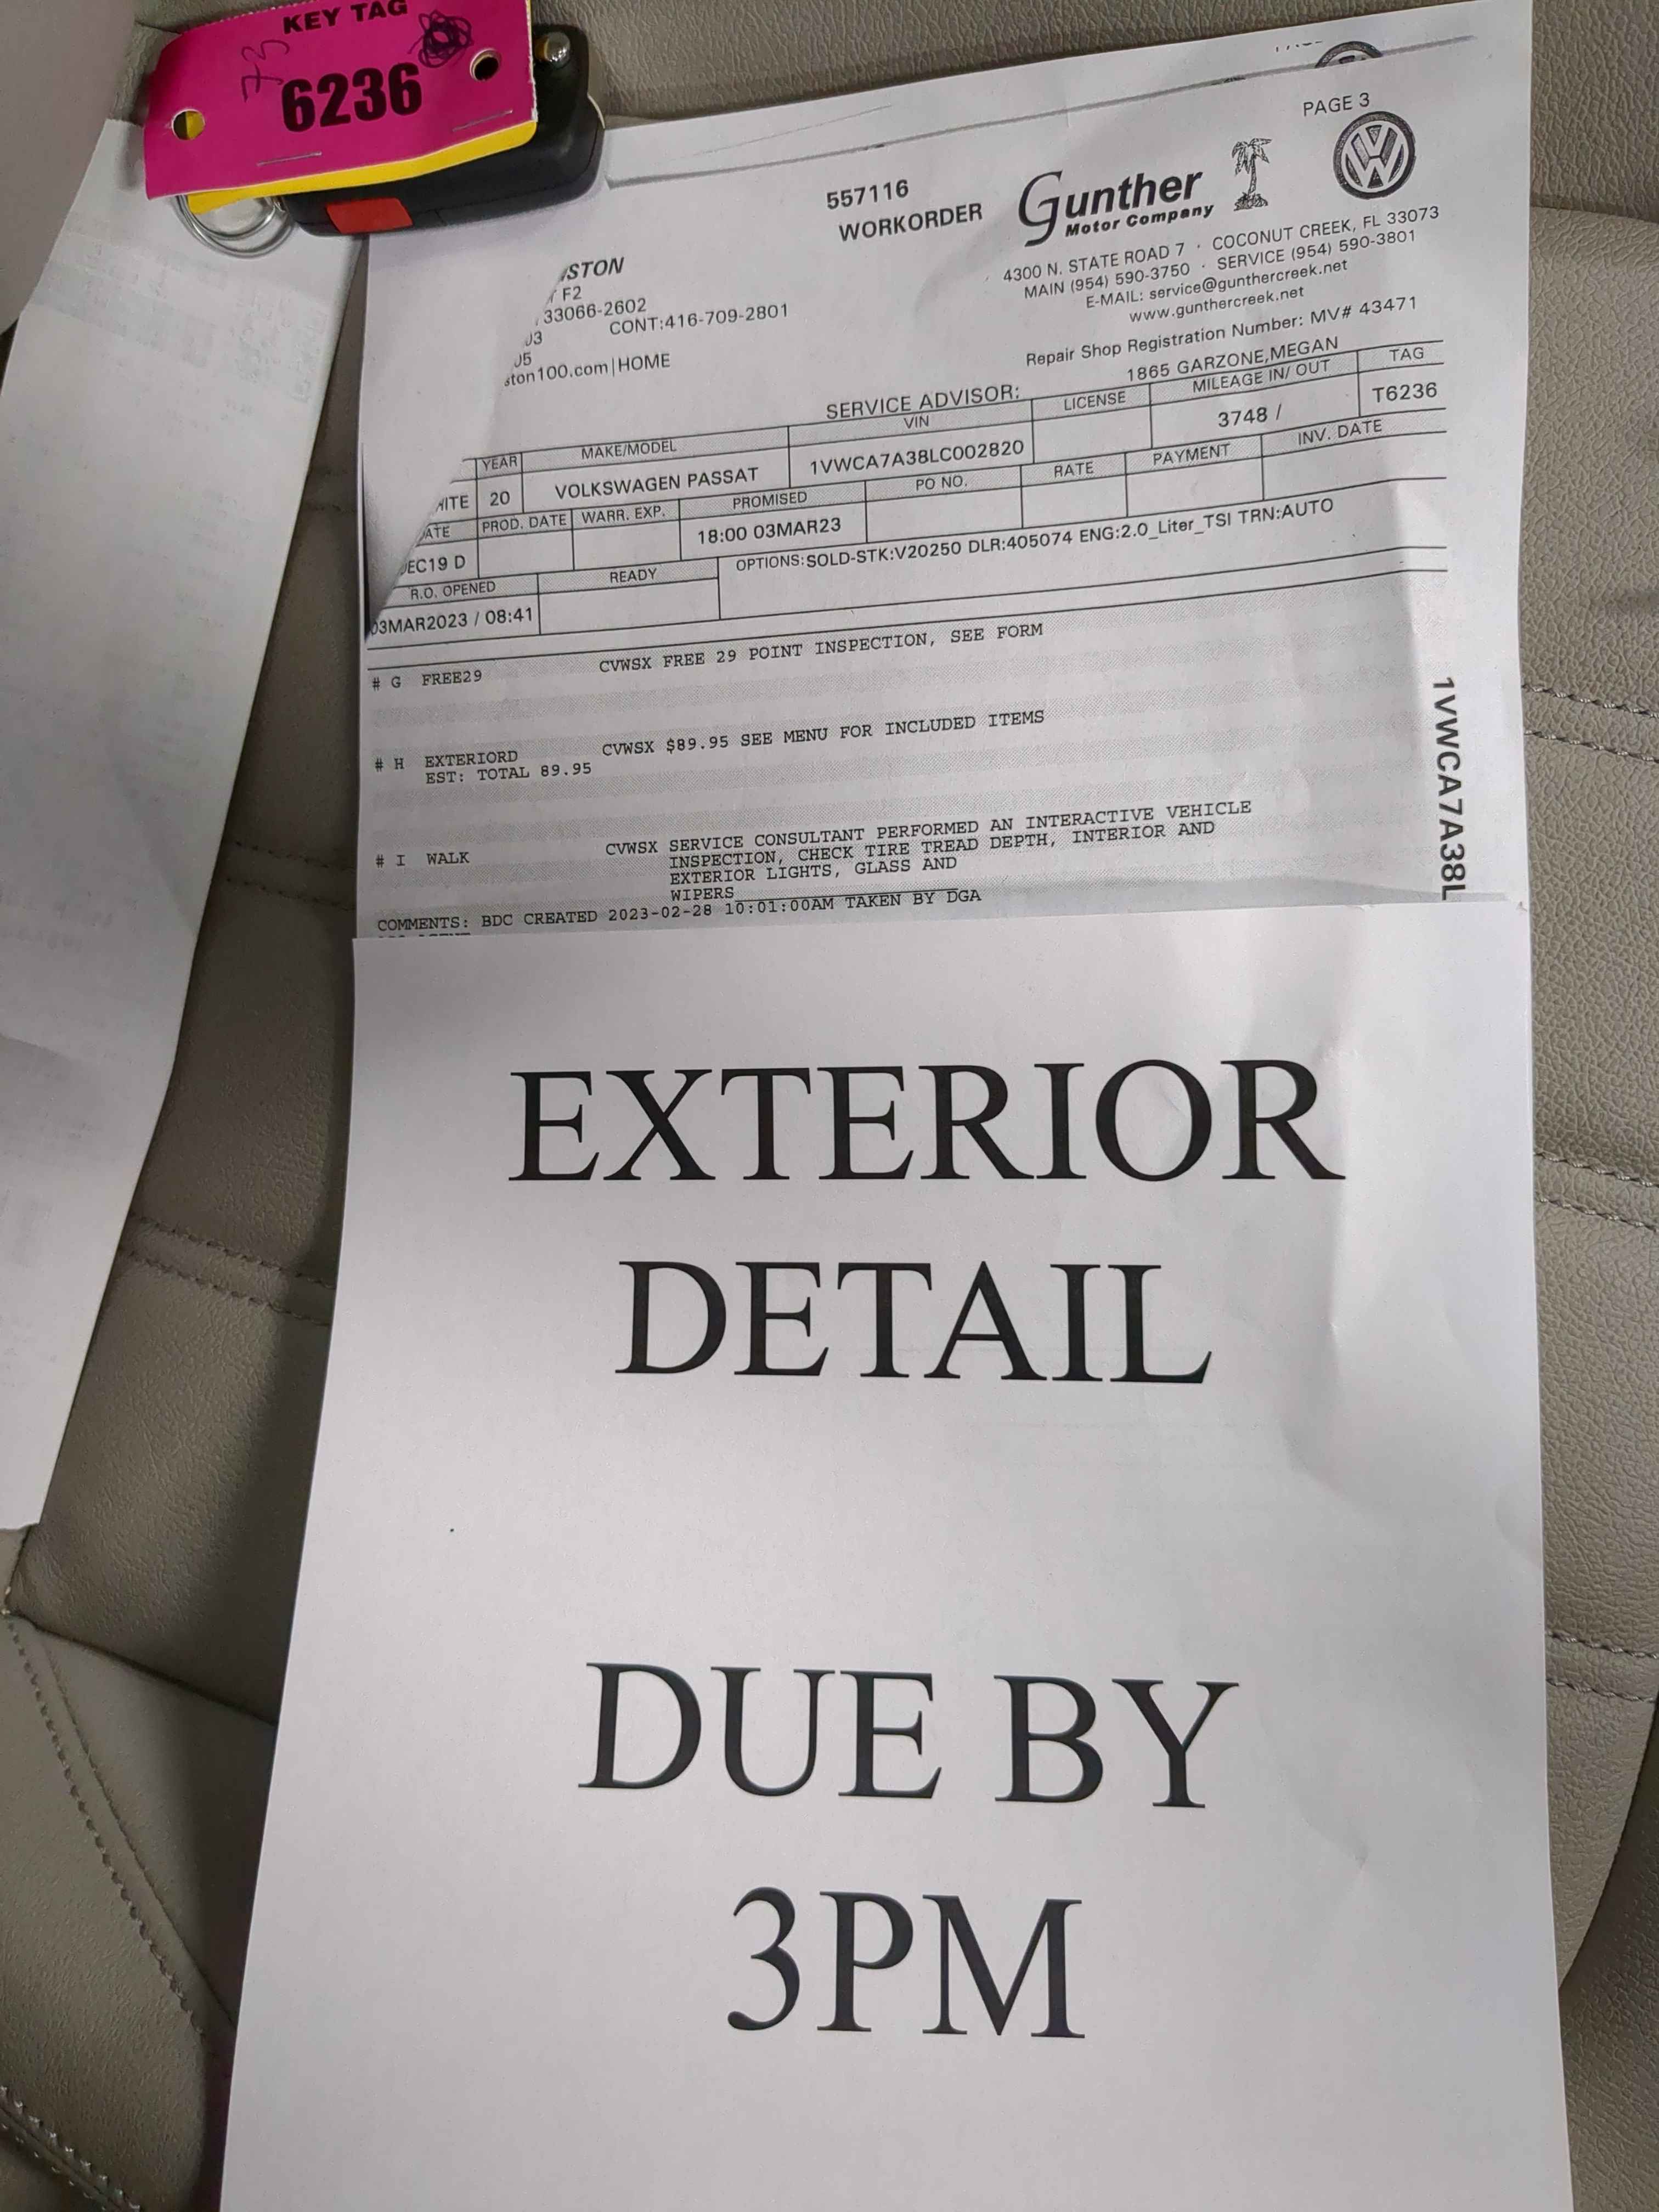 KEY TAG
73
6236
PAGE 3
557116
WORKORDER
Gunther
Motor Company
4300 N. STATE ROAD 7 · COCONUT CREEK, FL 33073
MAIN (954) 590-3750 · SERVICE (954) 590-3801
E-MAIL: service@gunthercreek.net
www.gunthercreek.net
Repair Shop Registration Number: MV# 43471
F2
33066-2602
CONT:416-709-2801
|HOME
SERVICE ADVISOR: 1865 GARZONE,MEGAN
YEAR MAKE/MODEL VIN LICENSE MILEAGE IN/ OUT TAG
20 VOLKSWAGEN PASSAT 1VWCA7A38LC002820 3748 / T6236
PROD. DATE WARR. EXP. PROMISED PO NO. RATE PAYMENT INV. DATE
D 18:00 03MAR23
R.O. OPENED READY OPTIONS:SOLD-STK:V20250 DLR:405074 ENG:2.0_Liter_TSI TRN:AUTO
03MAR2023 / 08:41
# G FREE29 CVWSX FREE 29 POINT INSPECTION, SEE FORM
# H EXTERIORD CVWSX $89.95 SEE MENU FOR INCLUDED ITEMS
EST: TOTAL 89.95
# I WALK CVWSX SERVICE CONSULTANT PERFORMED AN INTERACTIVE VEHICLE
INSPECTION, CHECK TIRE TREAD DEPTH, INTERIOR AND
EXTERIOR LIGHTS, GLASS AND
WIPERS
COMMENTS: BDC CREATED 2023-02-28 10:01:00AM TAKEN BY DGA
1VWCA7A38L
EXTERIOR
DETAIL
DUE BY
3PM